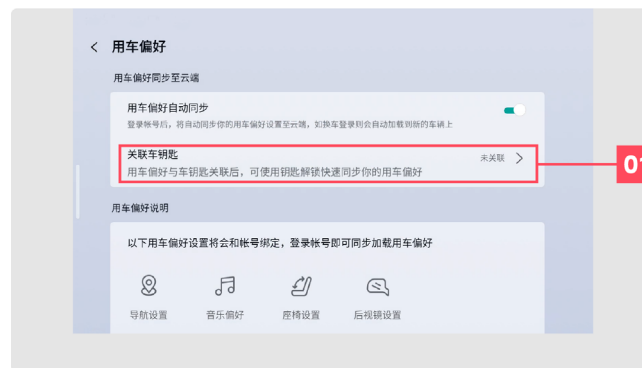 用车偏好
用车偏好同步至云端
用车偏好自动同步
登录帐号后，将自动同步你的用车偏好设置至云端，如换车登录则会自动加载到新的车辆上
关联车钥匙
未关联
用车偏好与车钥匙关联后，可使用钥匙解锁快速同步你的用车偏好
01
用车偏好说明
以下用车偏好设置将会和帐号绑定，登录帐号即可同步加载用车偏好
导航设置 音乐偏好 座椅设置 后视镜设置